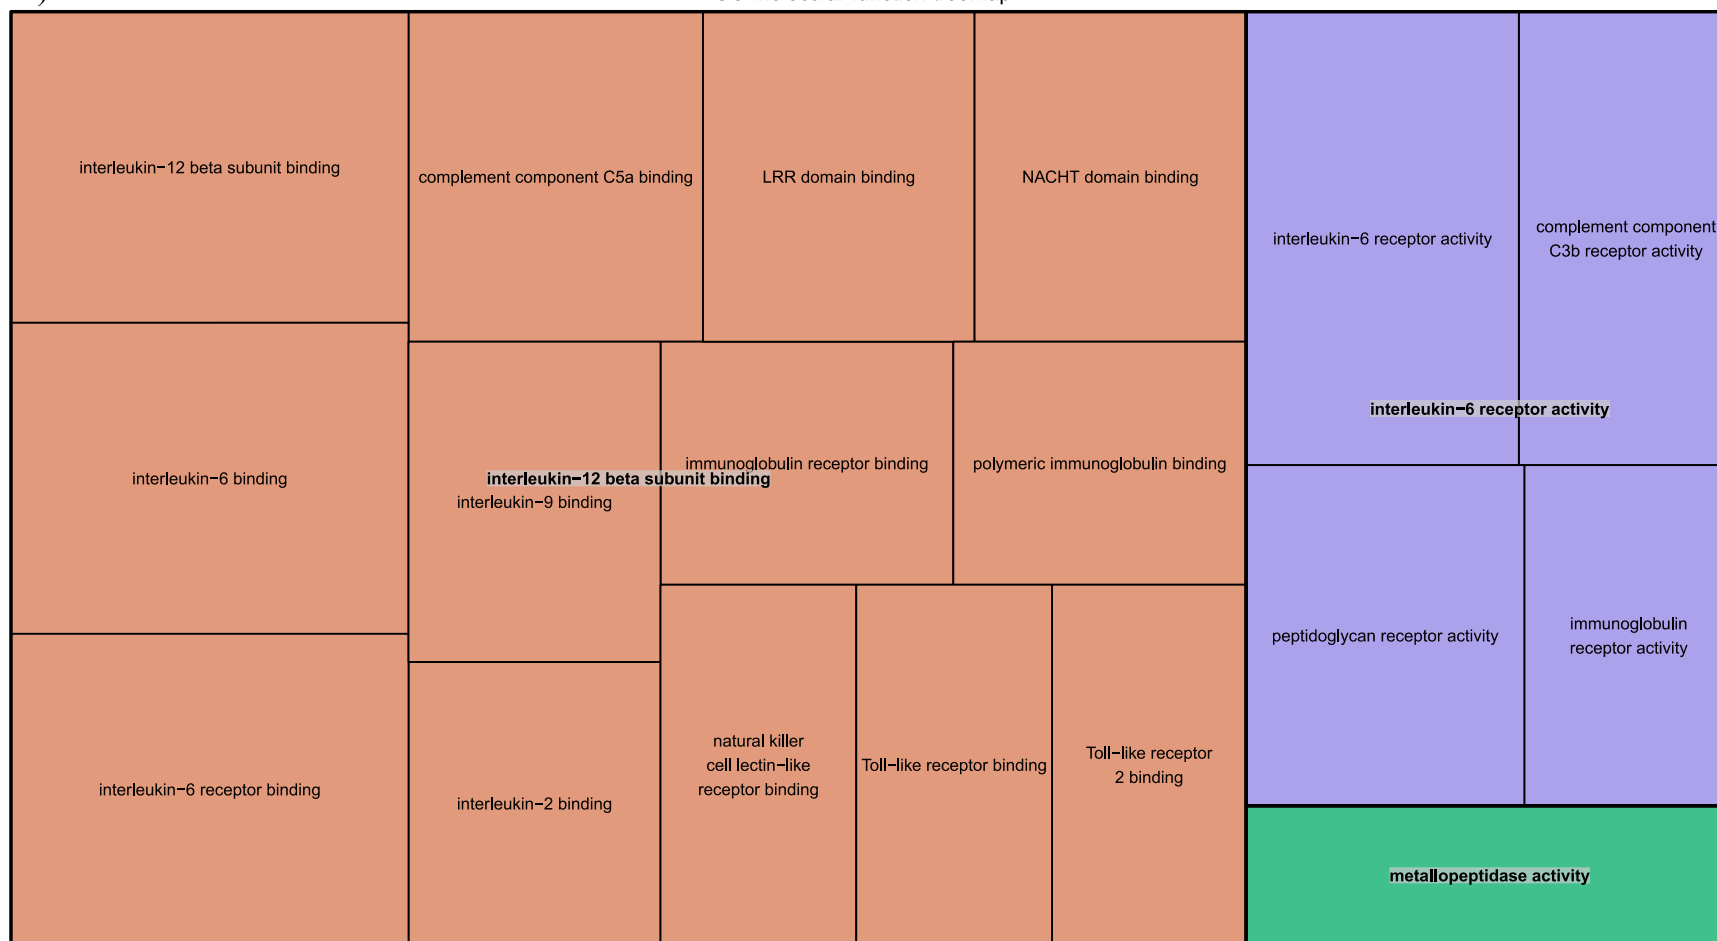 interleukin−12 beta subunit binding
complement component C5a binding
LRR domain binding
NACHT domain binding
interleukin−6 receptor activity
complement component
C3b receptor activity
interleukin−6 receptor activity
interleukin−6 binding
interleukin−12 beta subunit binding
interleukin−9 binding
immunoglobulin receptor binding
polymeric immunoglobulin binding
peptidoglycan receptor activity
immunoglobulin
receptor activity
interleukin−6 receptor binding
interleukin−2 binding
natural killer
cell lectin−like
receptor binding
Toll−like receptor binding
Toll−like receptor
2 binding
metallopeptidase activity